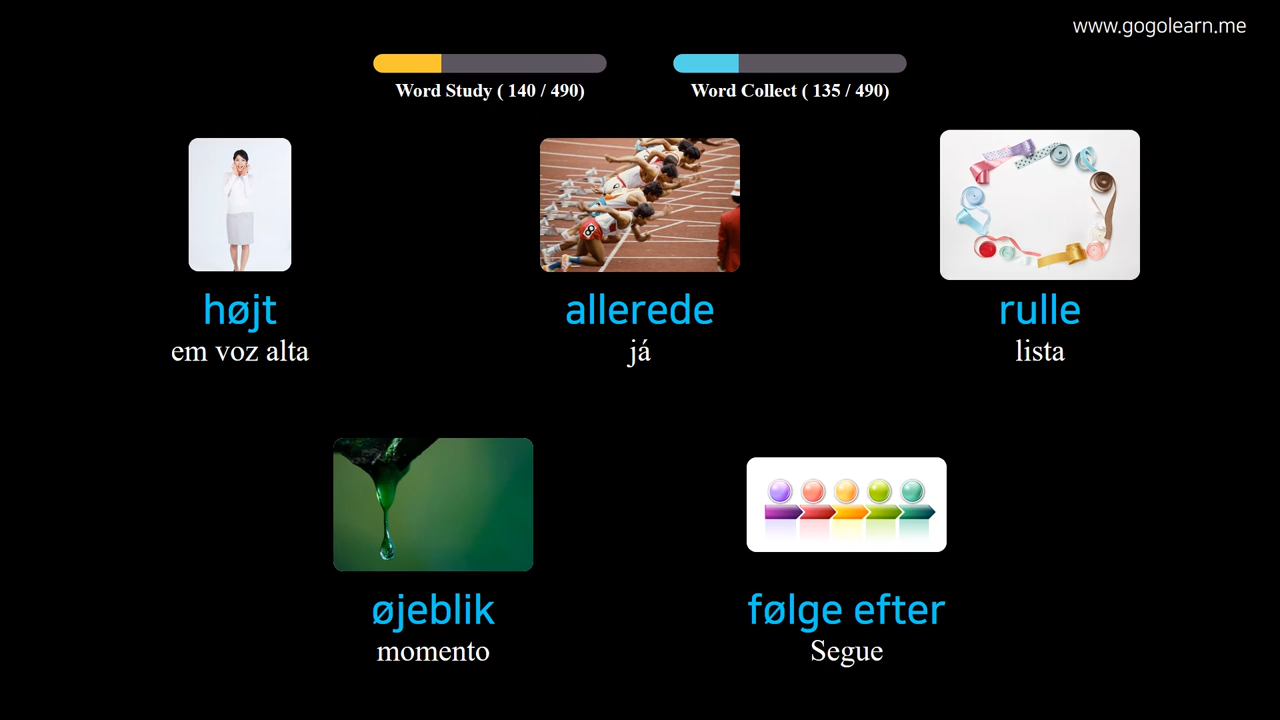 www.gogolearn.me
Word Study ( 140 / 490)
Word Collect ( 135 / 490)
højt
em voz alta
allerede
já
rulle
lista
øjeblik
momento
følge efter
Segue